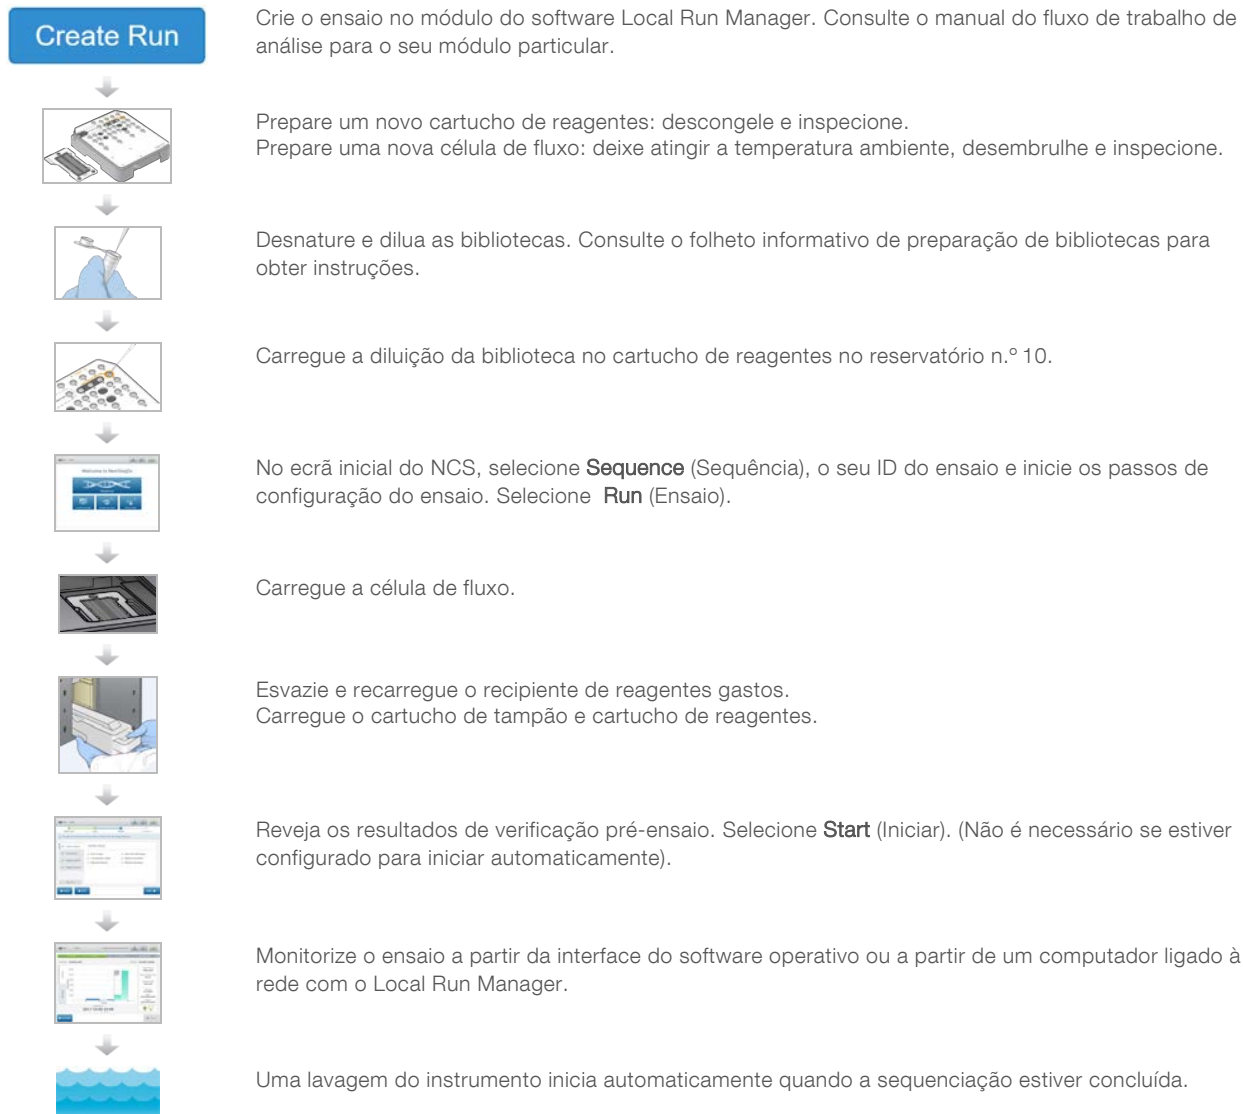 Create Run
Crie o ensaio no módulo do software Local Run Manager. Consulte o manual do fluxo de trabalho de
análise para o seu módulo particular.
Prepare um novo cartucho de reagentes: descongele e inspecione.
Prepare uma nova célula de fluxo: deixe atingir a temperatura ambiente, desembrulhe e inspecione.
Desnature e dilua as bibliotecas. Consulte o folheto informativo de preparação de bibliotecas para
obter instruções.
Carregue a diluição da biblioteca no cartucho de reagentes no reservatório n.º 10.
No ecrã inicial do NCS, selecione Sequence (Sequência), o seu ID do ensaio e inicie os passos de
configuração do ensaio. Selecione Run (Ensaio).
Carregue a célula de fluxo.
Esvazie e recarregue o recipiente de reagentes gastos.
Carregue o cartucho de tampão e cartucho de reagentes.
Reveja os resultados de verificação pré-ensaio. Selecione Start (Iniciar). (Não é necessário se estiver
configurado para iniciar automaticamente).
Monitorize o ensaio a partir da interface do software operativo ou a partir de um computador ligado à
rede com o Local Run Manager.
Uma lavagem do instrumento inicia automaticamente quando a sequenciação estiver concluída.